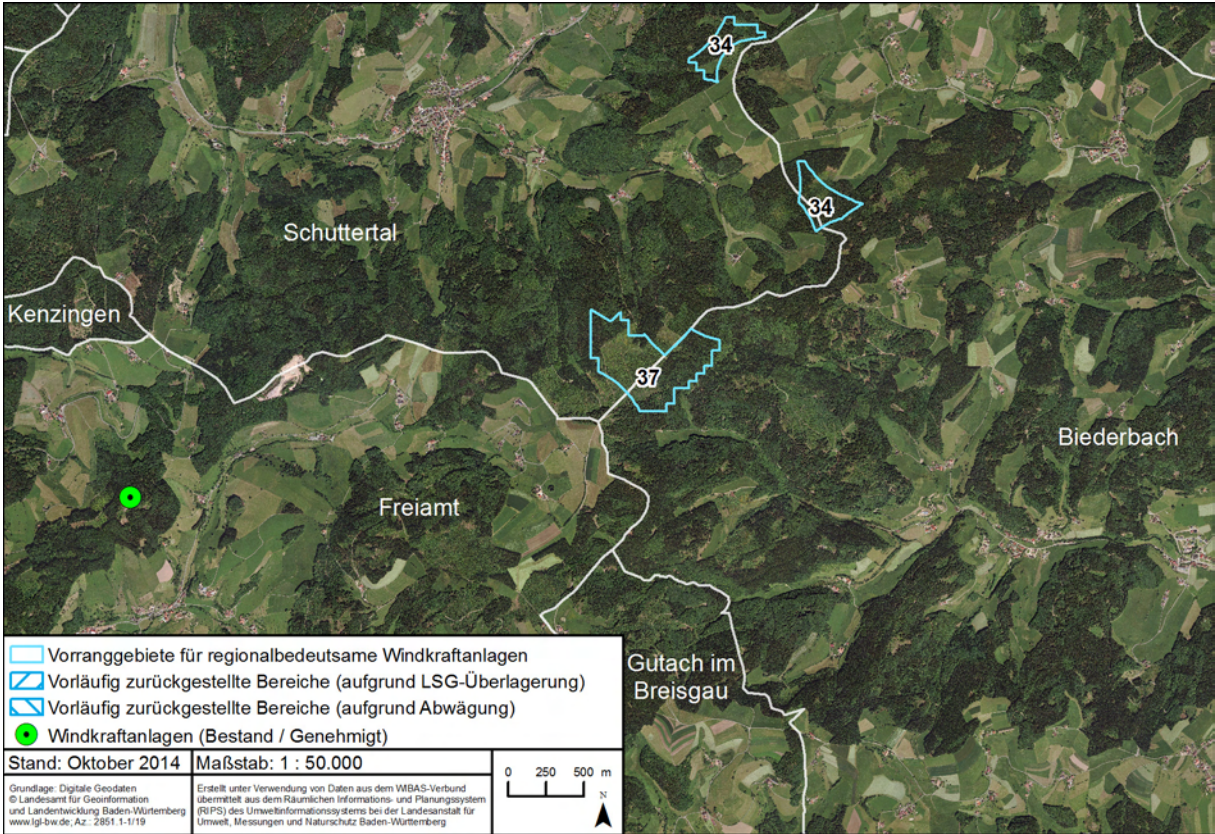 34
34
Schuttertal
Kenzingen
37
Biederbach
Freiamt
Gutach im
Breisgau
Vorranggebiete für regionalbedeutsame Windkraftanlagen
Vorläufig zurückgestellte Bereiche (aufgrund LSG-Überlagerung)
Vorläufig zurückgestellte Bereiche (aufgrund Abwägung)
Windkraftanlagen (Bestand / Genehmigt)
Stand: Oktober 2014
Maßstab: 1 : 50.000
Grundlage: Digitale Geodaten
© Landesamt für Geoinformation
und Landentwicklung Baden-Würtemberg
www.lgl-bw.de; Az.: 2851.1-1/19
Erstellt unter Verwendung von Daten aus dem WIBAS-Verbund
übermittelt aus dem Räumlichen Informations- und Planungssystem
(RIPS) des Umweltinformationssystems bei der Landesanstalt für
Umwelt, Messungen und Naturschutz Baden-Württemberg
0 250 500 m
N